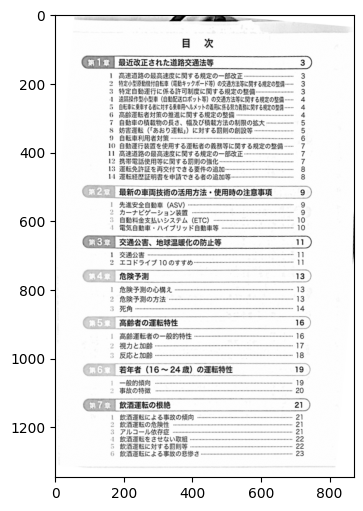 目　次
第1章 最近改正された道路交通法等 3
1 高速道路の最高速度に関する規定の一部改正 3
2 特定小型原動機付自転車（電動キックボード等）の交通方法等に関する規定の整備 3
3 特定自動運行に係る許可制度に関する規定の整備 4
4 遠隔操作型小型車（自動配送ロボット等）の交通方法等に関する規定の整備 4
5 自転車に乗車する者に対する乗車用ヘルメットの着用に係る努力義務に関する規定の整備 4
6 高齢運転者対策の推進に関する規定の整備 4
7 自動車の積載物の長さ、幅及び積載方法の制限の拡大 5
8 妨害運転（「あおり運転」）に対する罰則の創設等 5
9 自転車利用者対策 6
10 自動運行装置を使用する運転者の義務等に関する規定の整備 7
11 高速道路の最高速度に関する規定の一部改正 7
12 携帯電話使用等に関する罰則の強化 7
13 運転免許証を再交付できる要件の追加 8
14 運転経歴証明書を申請できる者の追加等 8
第2章 最新の車両技術の活用方法・使用時の注意事項 9
1 先進安全自動車（ASV） 9
2 カーナビゲーション装置 9
3 自動料金支払いシステム（ETC） 10
4 電気自動車・ハイブリッド自動車等 10
第3章 交通公害、地球温暖化の防止等 11
1 交通公害 11
2 エコドライブ10のすすめ 11
第4章 危険予測 13
1 危険予測の心構え 13
2 危険予測の方法 13
3 死角 14
第5章 高齢者の運転特性 16
1 高齢運転者の一般的特性 16
2 視力と加齢 17
3 反応と加齢 18
第6章 若年者（16～24歳）の運転特性 19
1 一般的傾向 19
2 事故の特徴 20
第7章 飲酒運転の根絶 21
1 飲酒運転による事故の傾向 21
2 飲酒運転の危険性 21
3 アルコール依存症 21
4 飲酒運転をさせない取組 22
5 飲酒運転に対する罰則等 22
6 飲酒運転による事故の悲惨さ 23
0
200
400
600
800
1000
1200
0 200 400 600 800